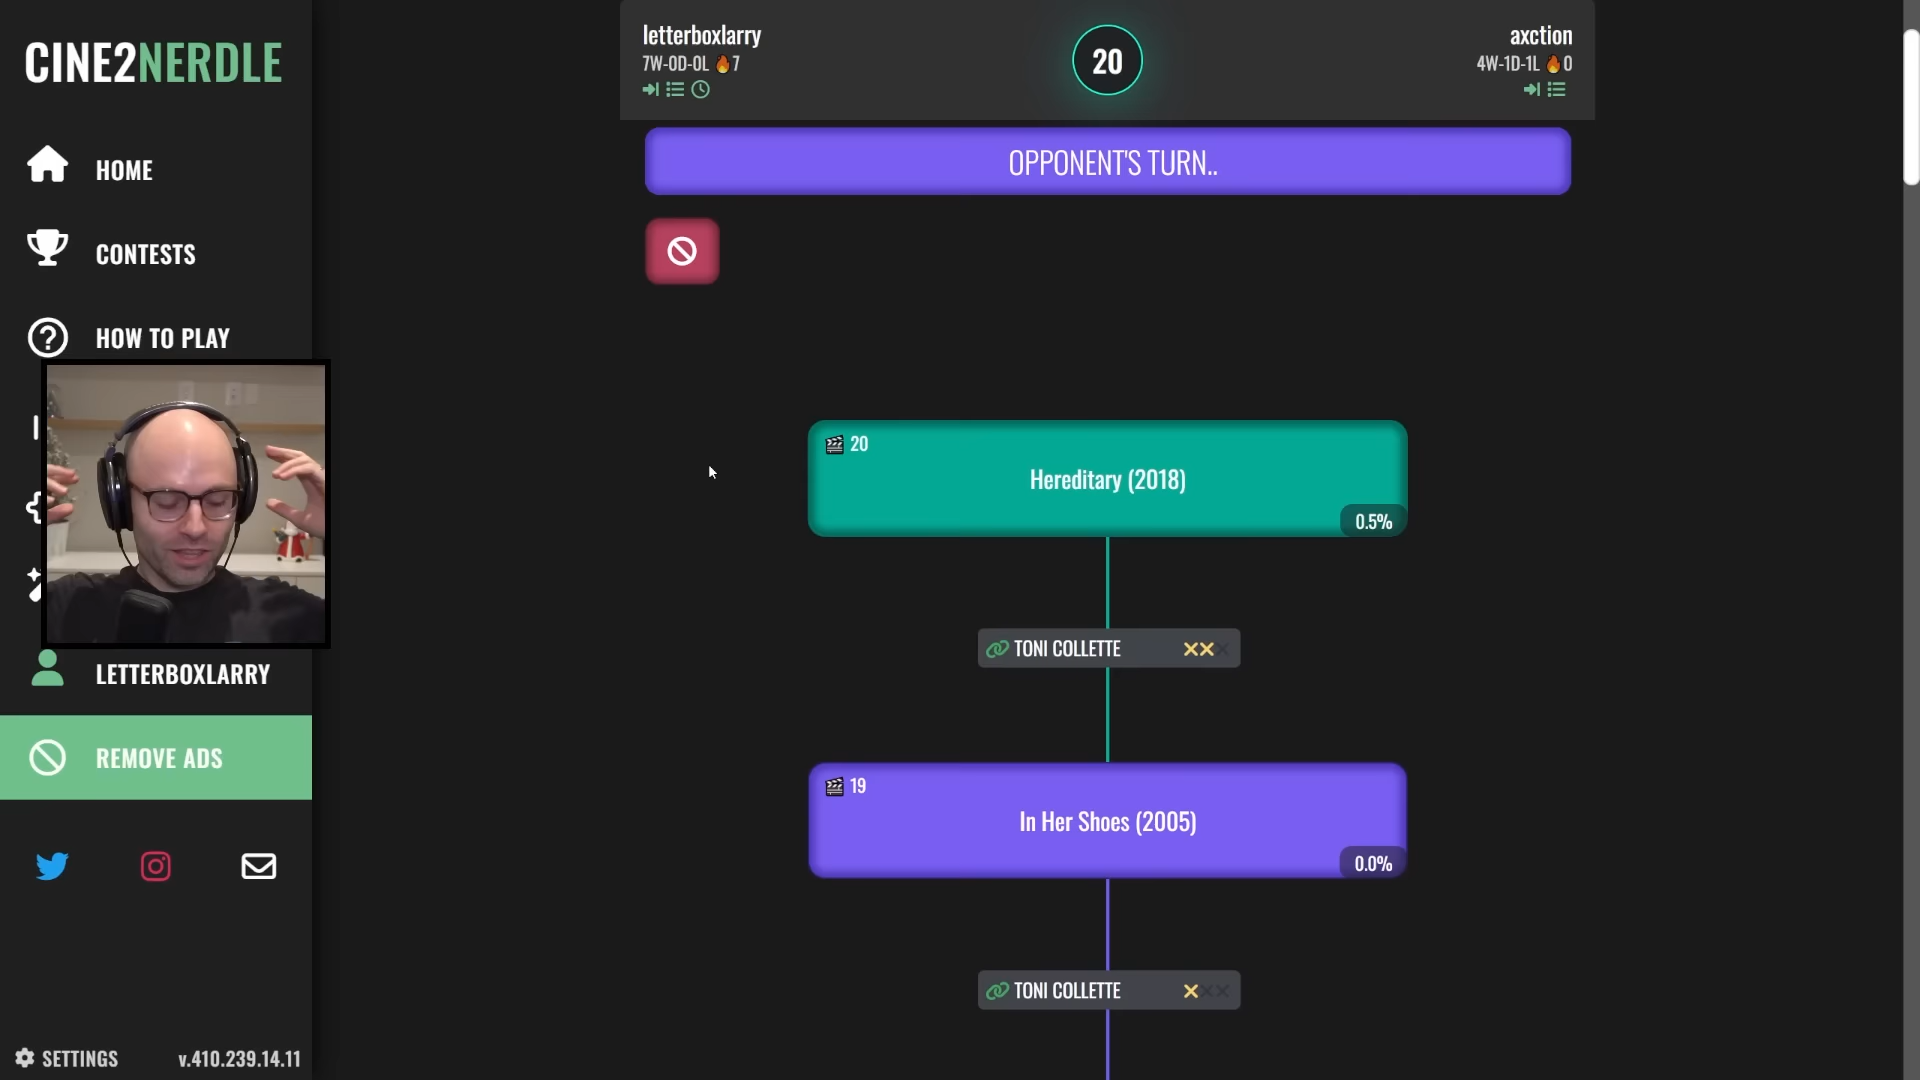 CINE2NERDLE
HOME
CONTESTS
HOW TO PLAY
LETTERBOXLARRY
REMOVE ADS
SETTINGS
v.410.239.14.11
letterboxlarry
7W-0D-0L 🔥7
20
axction
4W-1D-1L 🔥0
OPPONENT'S TURN..
20
Hereditary (2018)
0.5%
TONI COLLETTE
19
In Her Shoes (2005)
0.0%
TONI COLLETTE